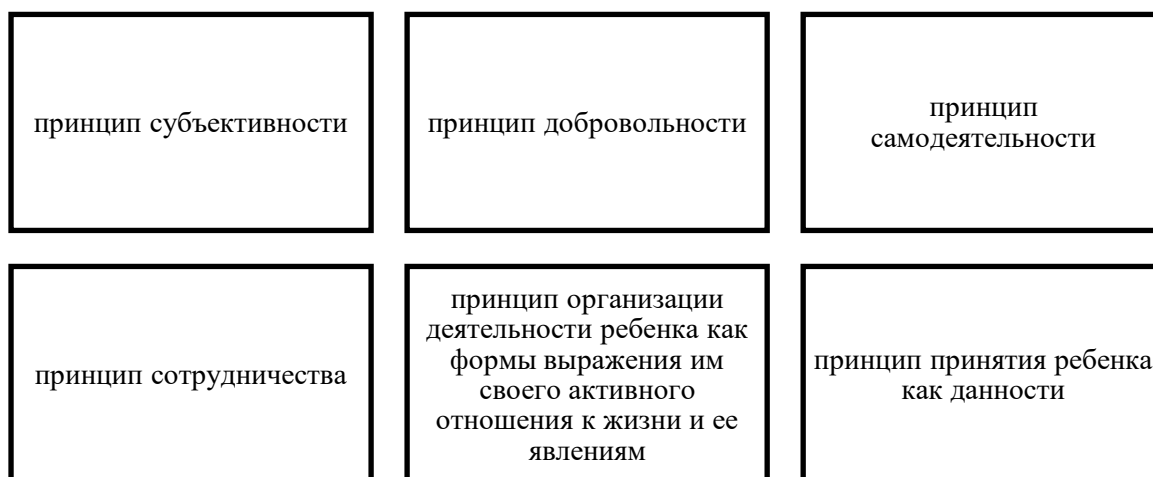 принцип субъективности
принцип добровольности
принцип
самодеятельности
принцип сотрудничества
принцип организации
деятельности ребенка как
формы выражения им
своего активного
отношения к жизни и ее
явлениям
принцип принятия ребенка
как данности